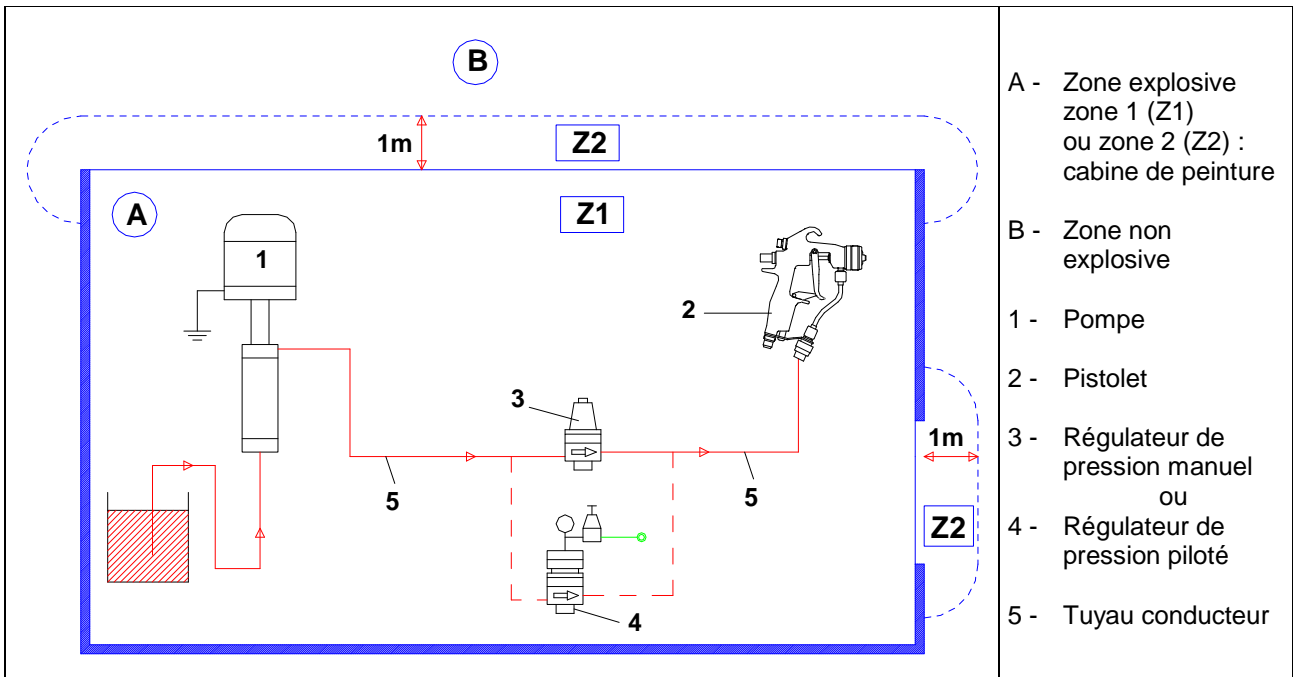 B
1m
Z2
A
Z1
1
2
3
1m
5
5
Z2
4
A - Zone explosive
zone 1 (Z1)
ou zone 2 (Z2) :
cabine de peinture
B - Zone non
explosive
1 - Pompe
2 - Pistolet
3 - Régulateur de
pression manuel
ou
4 - Régulateur de
pression piloté
5 - Tuyau conducteur